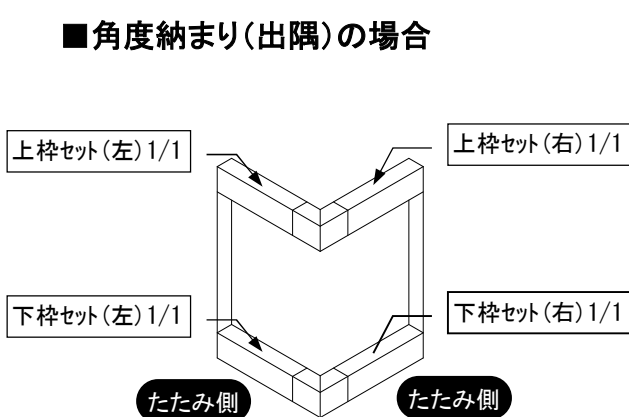 ■角度納まり(出隅)の場合
上枠セット(左)1/1
上枠セット(右)1/1
下枠セット(左)1/1
下枠セット(右)1/1
たたみ側
たたみ側